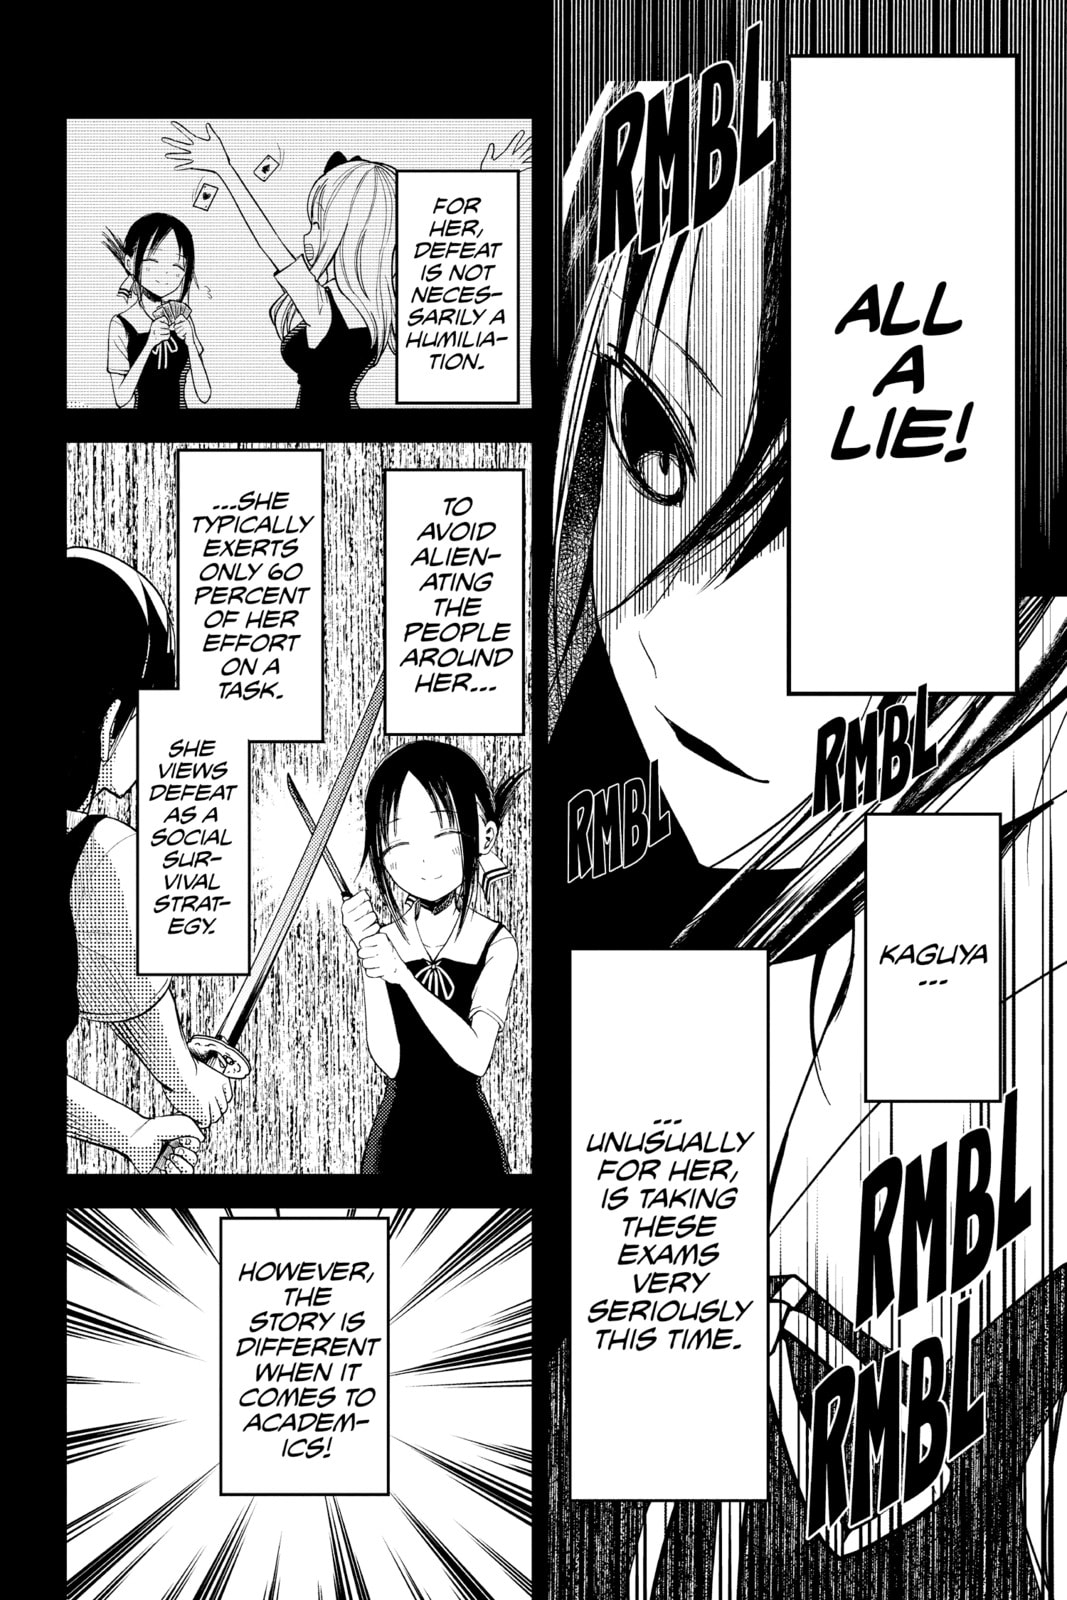 RMBL
ALL
A
LIE!
RMBL
RMBL
KAGUYA
...
...
UNUSUALLY
FOR HER,
IS TAKING
THESE
EXAMS
VERY
SERIOUSLY
THIS TIME.
RMBL
RMBL
FOR
HER,
DEFEAT
IS NOT
NECES-
SARILY A
HUMILIA-
TION.
TO
AVOID
ALIEN-
ATING
THE
PEOPLE
AROUND
HER...
...SHE
TYPICALLY
EXERTS
ONLY 60
PERCENT
OF HER
EFFORT
ON A
TASK.
SHE
VIEWS
DEFEAT
AS A
SOCIAL
SUR-
VIVAL
STRAT-
EGY.
HOWEVER,
THE
STORY IS
DIFFERENT
WHEN IT
COMES TO
ACADEM-
ICS!